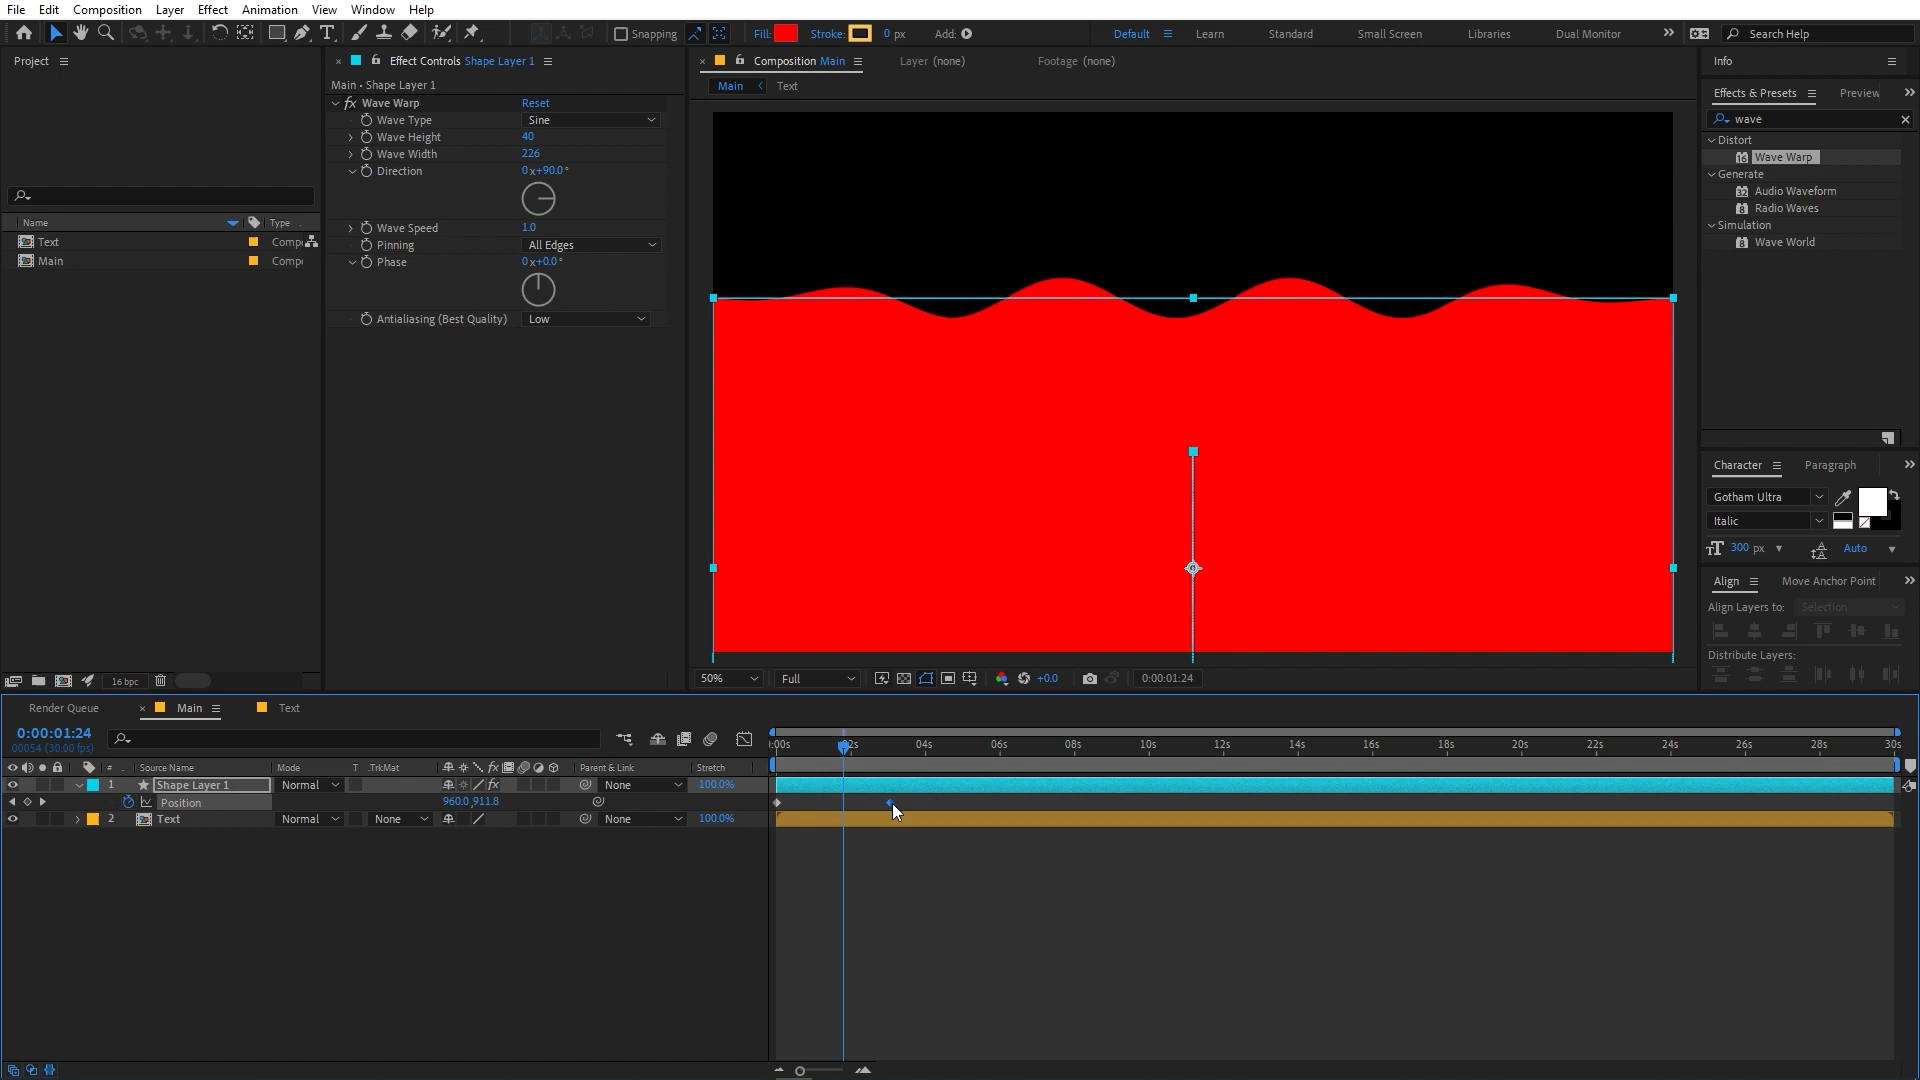 File Edit Composition Layer Effect Animation View Window Help
Snapping Fill: Stroke: 0 px Add: Default Learn Standard Small Screen Libraries Dual Monitor Search Help
Project
Name Type
Text
Main
16 bpc
Effect Controls Shape Layer 1
Main • Shape Layer 1
fx Wave Warp Reset
Wave Type Sine
Wave Height 40
Wave Width 226
Direction 0x+90.0°
Wave Speed 1.0
Pinning All Edges
Phase 0x+0.0°
Antialiasing (Best Quality) Low
Composition Main Layer (none) Footage (none)
Main Text
50% Full +0.0 0:00:01:24
Info
Effects & Presets Preview
wave
Distort
Wave Warp
Generate
Audio Waveform
Radio Waves
Simulation
Wave World
Character Paragraph
Gotham Ultra
Italic
300 px Auto
Align Move Anchor Point
Align Layers to: Selection
Distribute Layers:
Render Queue Main Text
0:00:01:24
00054 (30.00 fps)
02s 04s 06s 08s 10s 12s 14s 16s 18s 20s 22s 24s 26s 28s 30s
# Source Name Mode T .TrkMat Parent & Link Stretch
1 Shape Layer 1 Normal None 100.0%
Position 960.0,911.8
2 Text Normal None None 100.0%